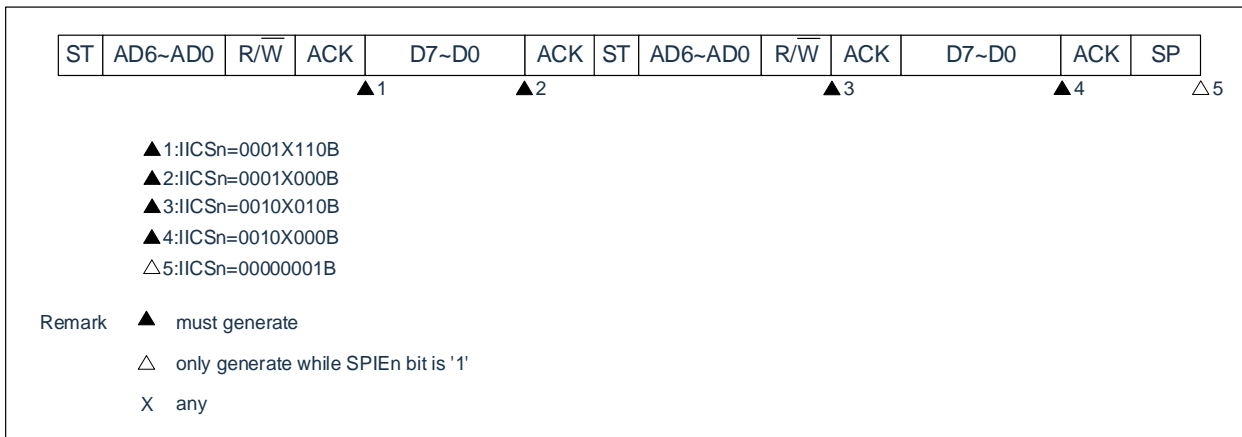 ST AD6~AD0 R/W̅ ACK D7~D0 ACK ST AD6~AD0 R/W̅ ACK D7~D0 ACK SP
▲1 ▲2 ▲3 ▲4 △5
▲1:IICSn=0001X110B
▲2:IICSn=0001X000B
▲3:IICSn=0010X010B
▲4:IICSn=0010X000B
△5:IICSn=00000001B
Remark ▲ must generate
△ only generate while SPIEn bit is '1'
X any